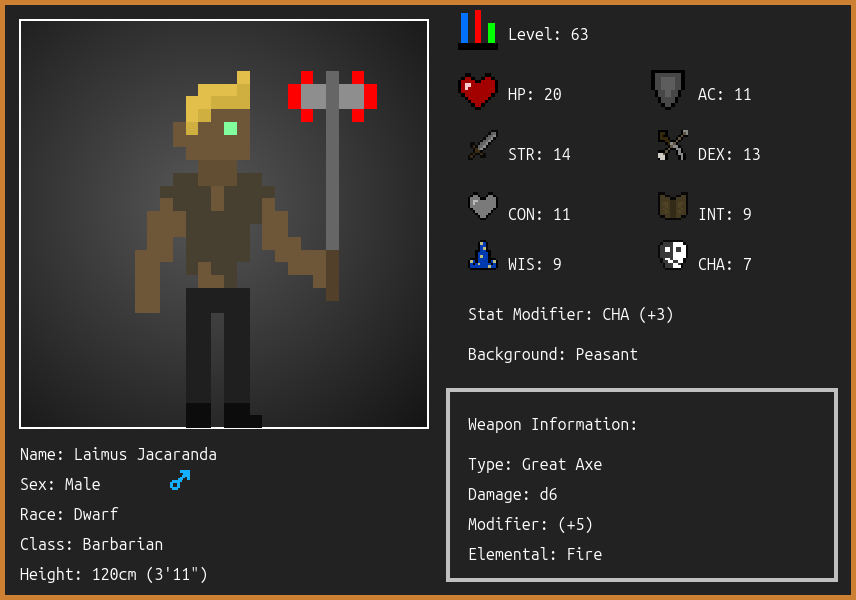 Level: 63
HP: 20
AC: 11
STR: 14
DEX: 13
CON: 11
INT: 9
WIS: 9
CHA: 7
Stat Modifier: CHA (+3)
Background: Peasant
Weapon Information:
Type: Great Axe
Damage: d6
Modifier: (+5)
Elemental: Fire
Name: Laimus Jacaranda
Sex: Male
Race: Dwarf
Class: Barbarian
Height: 120cm (3'11")